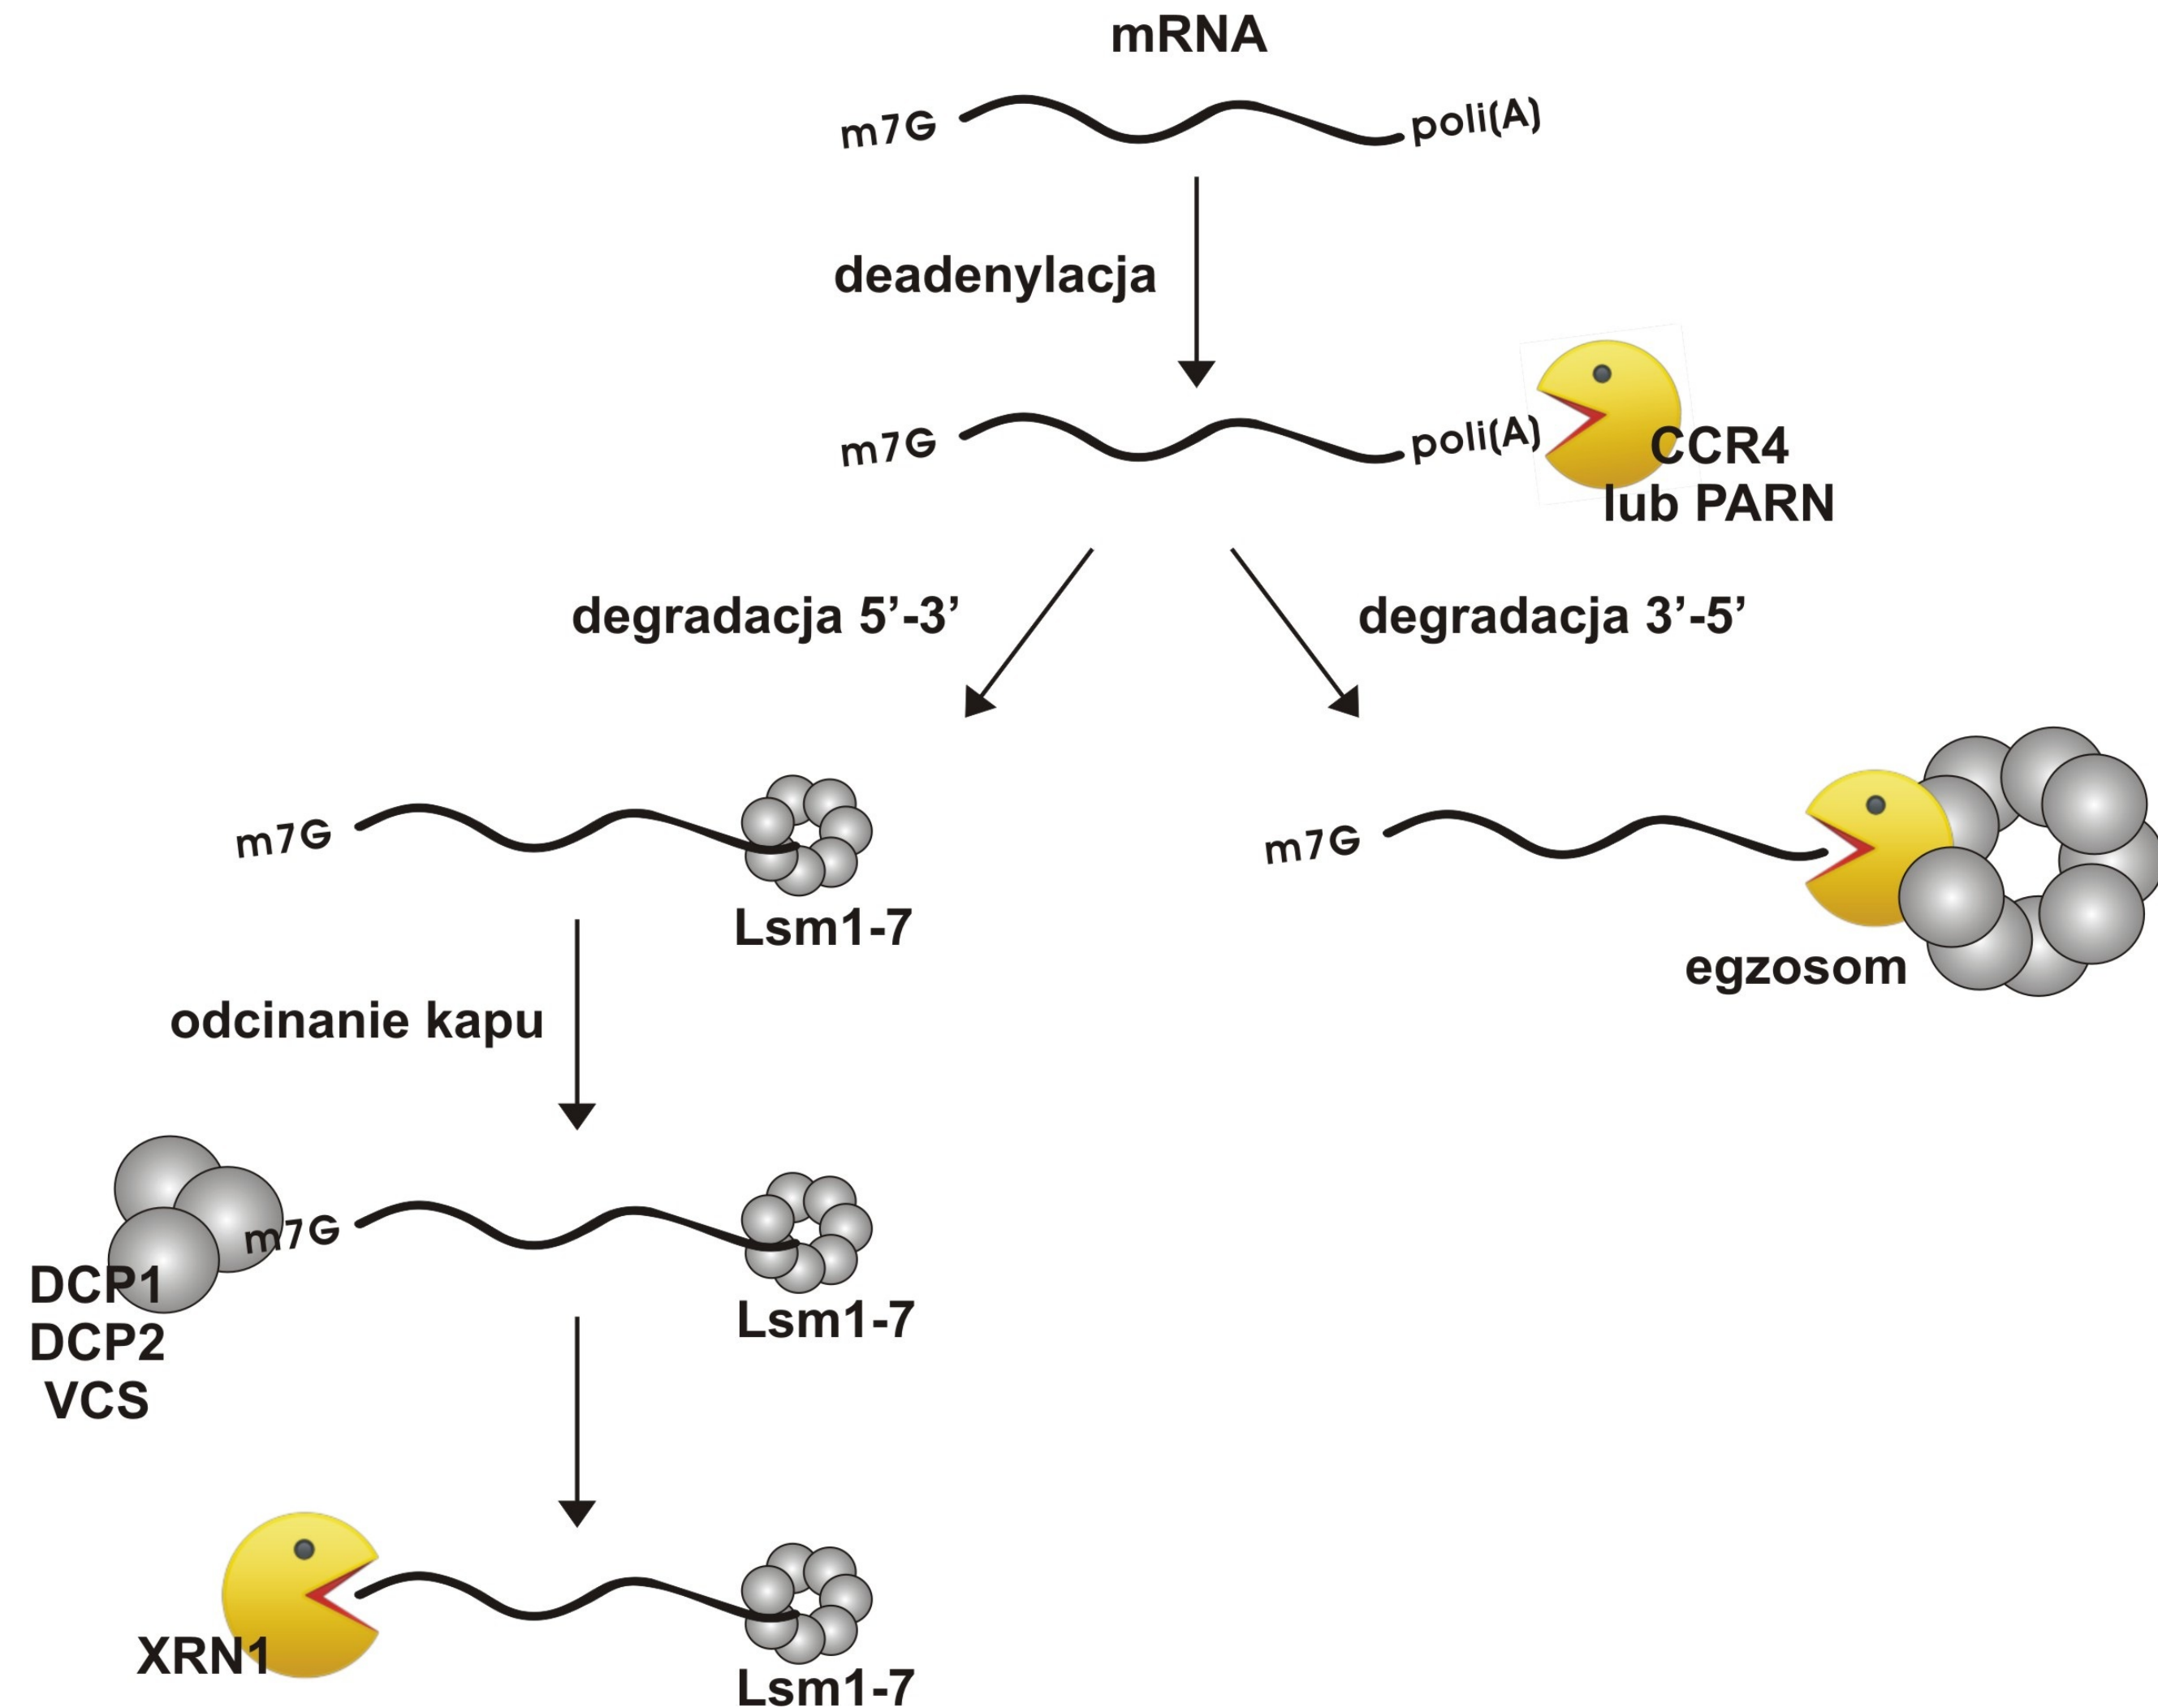 mRNA
m7G
poli(A)
deadenylacja
m7G
poli(A)
CCR4
lub PARN
degradacja 5’-3’
degradacja 3’-5’
m7G
Lsm1-7
m7G
egzosom
odcinanie kapu
m7G
DCP1
DCP2
VCS
Lsm1-7
XRN1
Lsm1-7